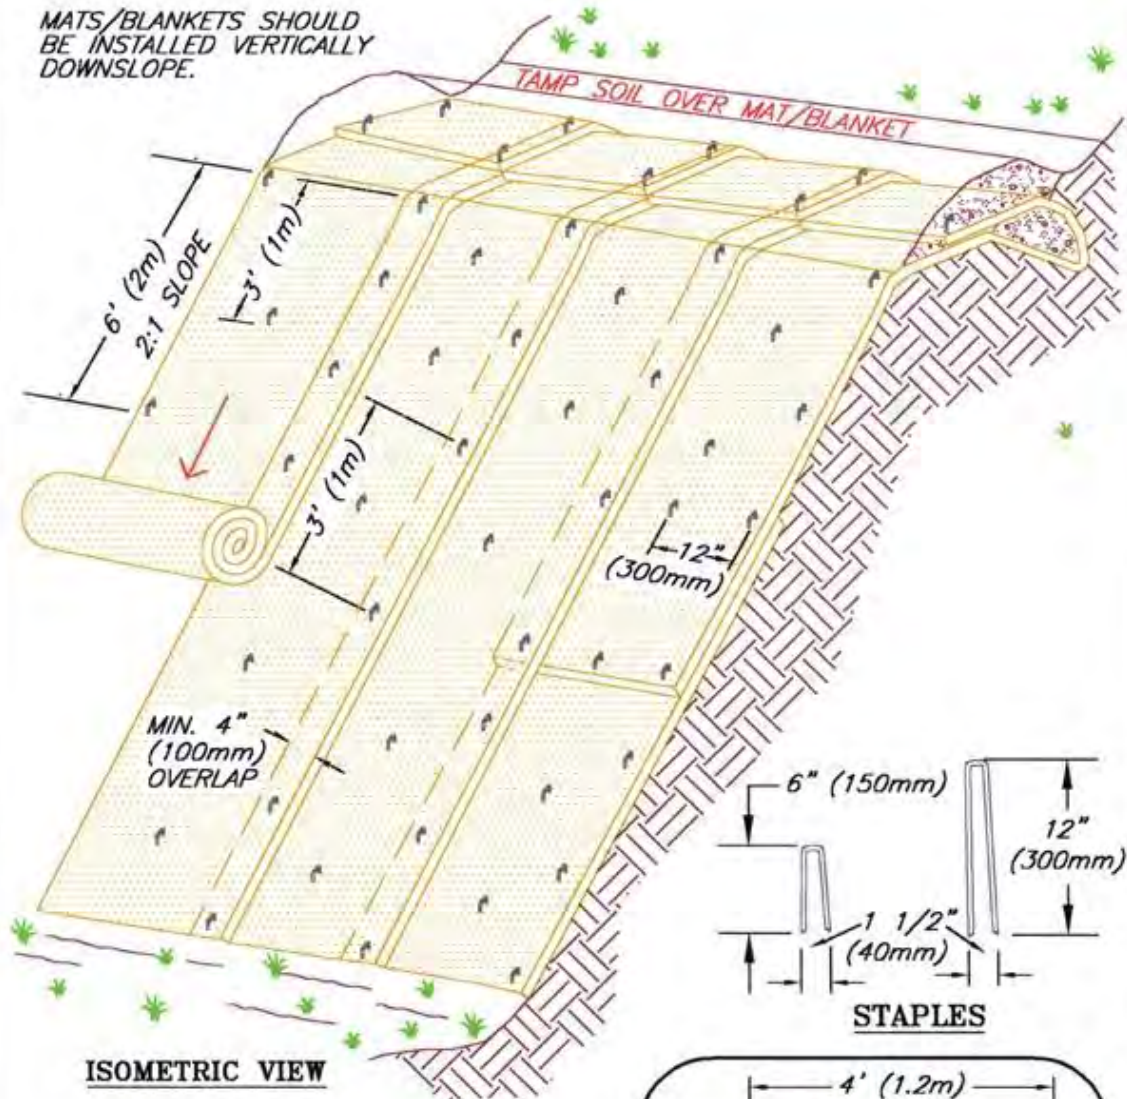 MATS/BLANKETS SHOULD
BE INSTALLED VERTICALLY
DOWNSLOPE.
TAMP SOIL OVER MAT/BLANKET
6' (2m)
2:1 SLOPE
3' (1m)
3' (1m)
12"
(300mm)
MIN. 4"
(100mm)
OVERLAP
6" (150mm)
12"
(300mm)
1 1/2"
(40mm)
STAPLES
ISOMETRIC VIEW
4' (1.2m)